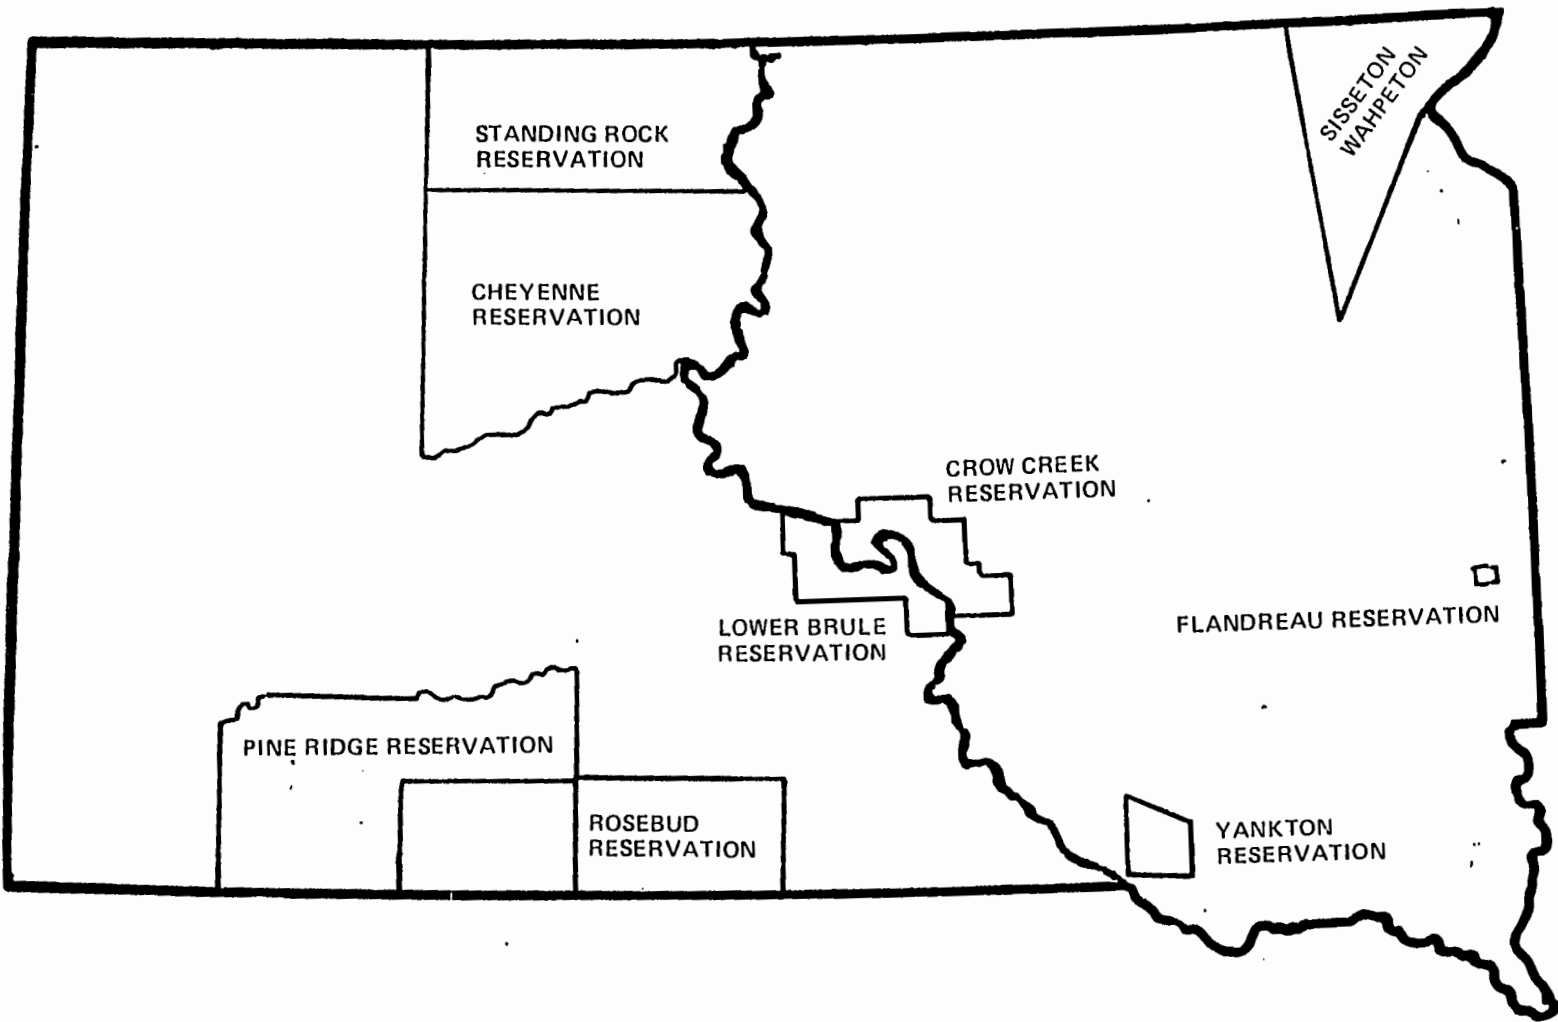 STANDING ROCK
RESERVATION
SISSETON
WAHPETON
CHEYENNE
RESERVATION
CROW CREEK
RESERVATION
LOWER BRULE
RESERVATION
FLANDREAU RESERVATION
PINE RIDGE RESERVATION
ROSEBUD
RESERVATION
YANKTON
RESERVATION